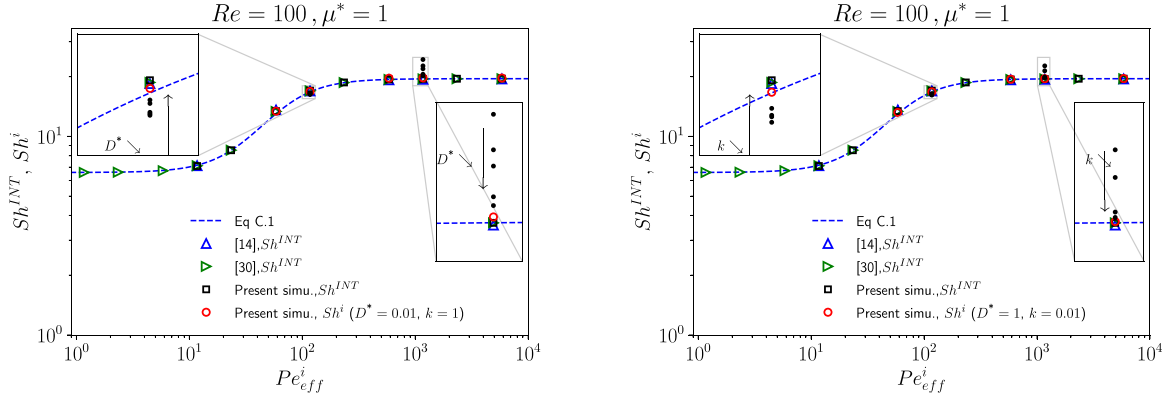 Re = 100 , μ* = 1
Sh^INT , Sh^i
10^1
10^0
D* ↘
D* ↘
Eq C.1
[14],Sh^INT
[30],Sh^INT
Present simu.,Sh^INT
Present simu., Sh^i (D* = 0.01, k = 1)
10^0 10^1 10^2 10^3 10^4
Pe^i_eff
Re = 100 , μ* = 1
Sh^INT , Sh^i
10^1
10^0
k ↘
k ↘
Eq C.1
[14],Sh^INT
[30],Sh^INT
Present simu.,Sh^INT
Present simu., Sh^i (D* = 1, k = 0.01)
10^0 10^1 10^2 10^3 10^4
Pe^i_eff